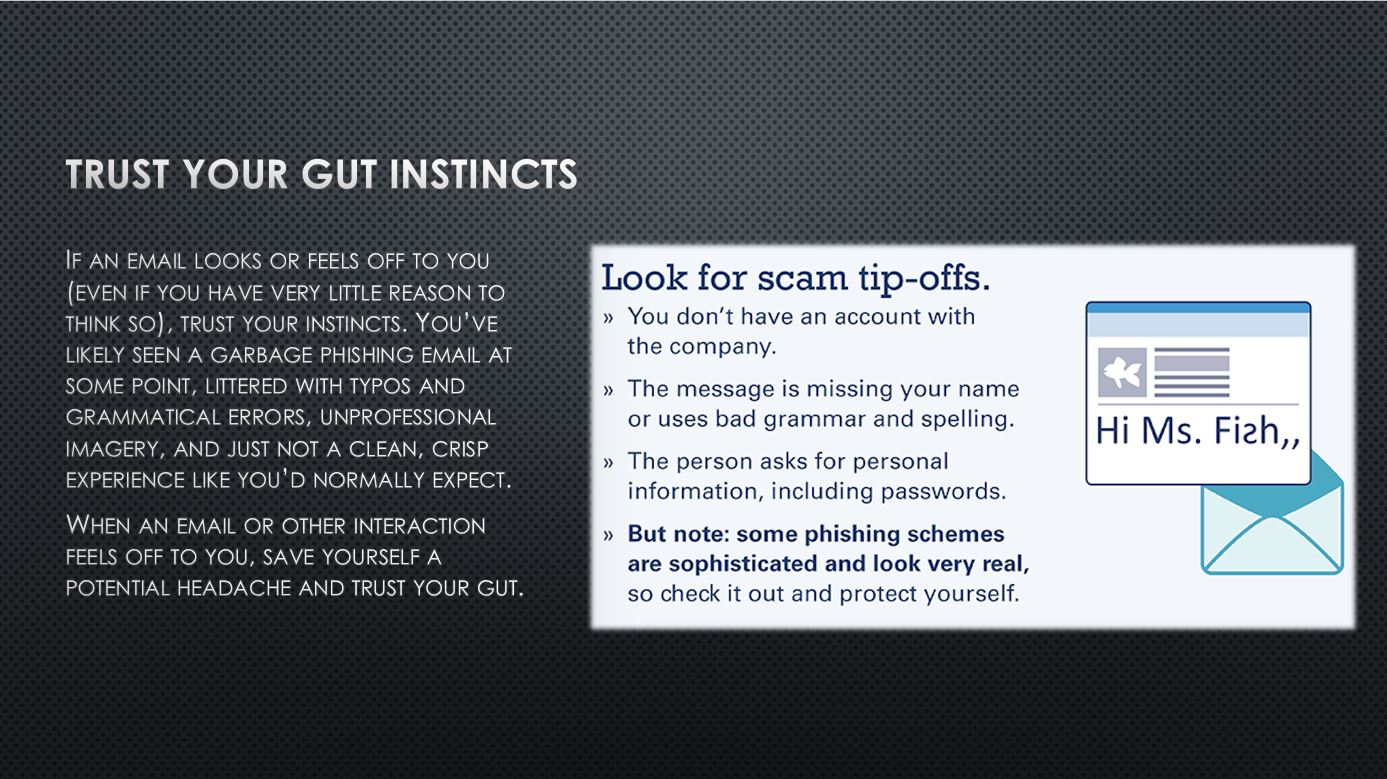 TRUST YOUR GUT INSTINCTS
IF AN EMAIL LOOKS OR FEELS OFF TO YOU
(EVEN IF YOU HAVE VERY LITTLE REASON TO
THINK SO), TRUST YOUR INSTINCTS. YOU'VE
LIKELY SEEN A GARBAGE PHISHING EMAIL AT
SOME POINT, LITTERED WITH TYPOS AND
GRAMMATICAL ERRORS, UNPROFESSIONAL
IMAGERY, AND JUST NOT A CLEAN, CRISP
EXPERIENCE LIKE YOU'D NORMALLY EXPECT.
WHEN AN EMAIL OR OTHER INTERACTION
FEELS OFF TO YOU, SAVE YOURSELF A
POTENTIAL HEADACHE AND TRUST YOUR GUT.
Look for scam tip-offs.
» You don't have an account with
the company.
» The message is missing your name
or uses bad grammar and spelling.
» The person asks for personal
information, including passwords.
» But note: some phishing schemes
are sophisticated and look very real,
so check it out and protect yourself.
Hi Ms. Fish,,